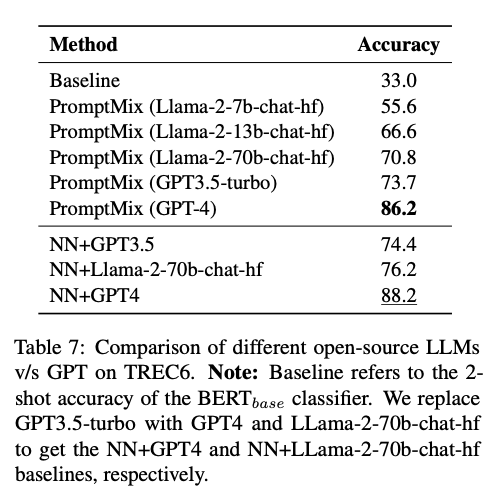 Method Accuracy
Baseline 33.0
PromptMix (Llama-2-7b-chat-hf) 55.6
PromptMix (Llama-2-13b-chat-hf) 66.6
PromptMix (Llama-2-70b-chat-hf) 70.8
PromptMix (GPT3.5-turbo) 73.7
PromptMix (GPT-4) 86.2
NN+GPT3.5 74.4
NN+Llama-2-70b-chat-hf 76.2
NN+GPT4 88.2
Table 7: Comparison of different open-source LLMs
v/s GPT on TREC6. Note: Baseline refers to the 2-
shot accuracy of the BERTbase classifier. We replace
GPT3.5-turbo with GPT4 and LLama-2-70b-chat-hf
to get the NN+GPT4 and NN+LLama-2-70b-chat-hf
baselines, respectively.